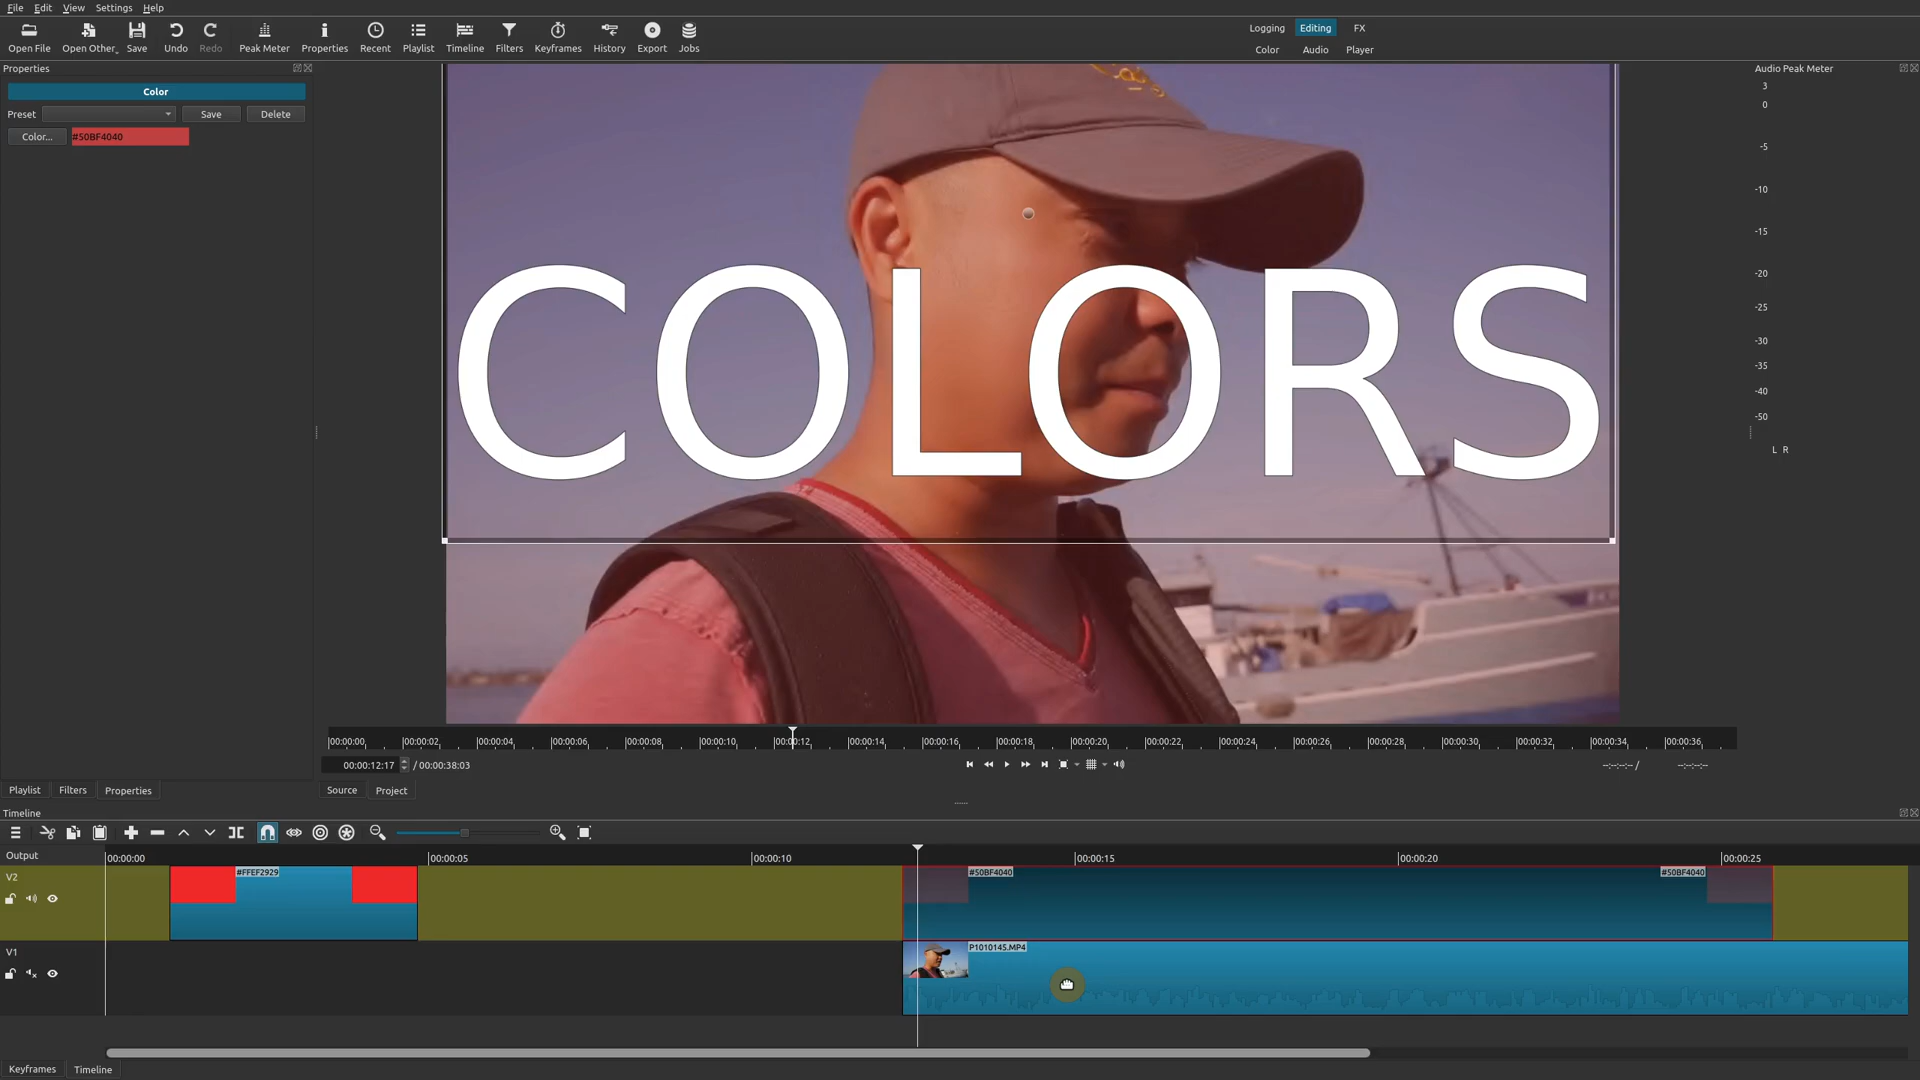 File Edit View Settings Help
Open File Open Other Save Undo Redo Peak Meter Properties Recent Playlist Timeline Filters Keyframes History Export Jobs
Logging Editing FX
Color Audio Player
Properties
Color
Preset Save Delete
Color... #50BF4040
COLORS
Audio Peak Meter
3
0
-5
-10
-15
-20
-25
-30
-35
-40
-50
L R
00:00:00 00:00:02 00:00:04 00:00:06 00:00:08 00:00:10 00:00:12 00:00:14 00:00:16 00:00:18 00:00:20 00:00:22 00:00:24 00:00:26 00:00:28 00:00:30 00:00:32 00:00:34 00:00:36
00:00:12:17 / 00:00:38:03 --:--:--:-- / --:--:--:--
Playlist Filters Properties Source Project
Timeline
Output 00:00:00 00:00:05 00:00:10 00:00:15 00:00:20 00:00:25
V2 #FFEF2929 #50BF4040 #50BF4040
V1 P1010145.MP4
Keyframes Timeline